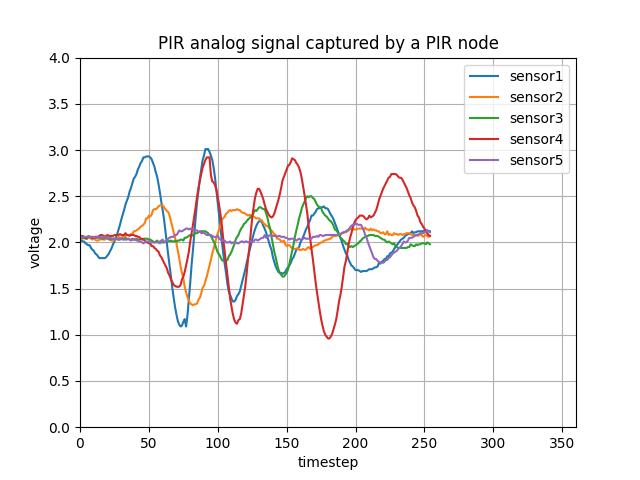 PIR analog signal captured by a PIR node
4.0
3.5
3.0
2.5
2.0
1.5
1.0
0.5
0.0
voltage
sensor1
sensor2
sensor3
sensor4
sensor5
0 50 100 150 200 250 300 350
timestep